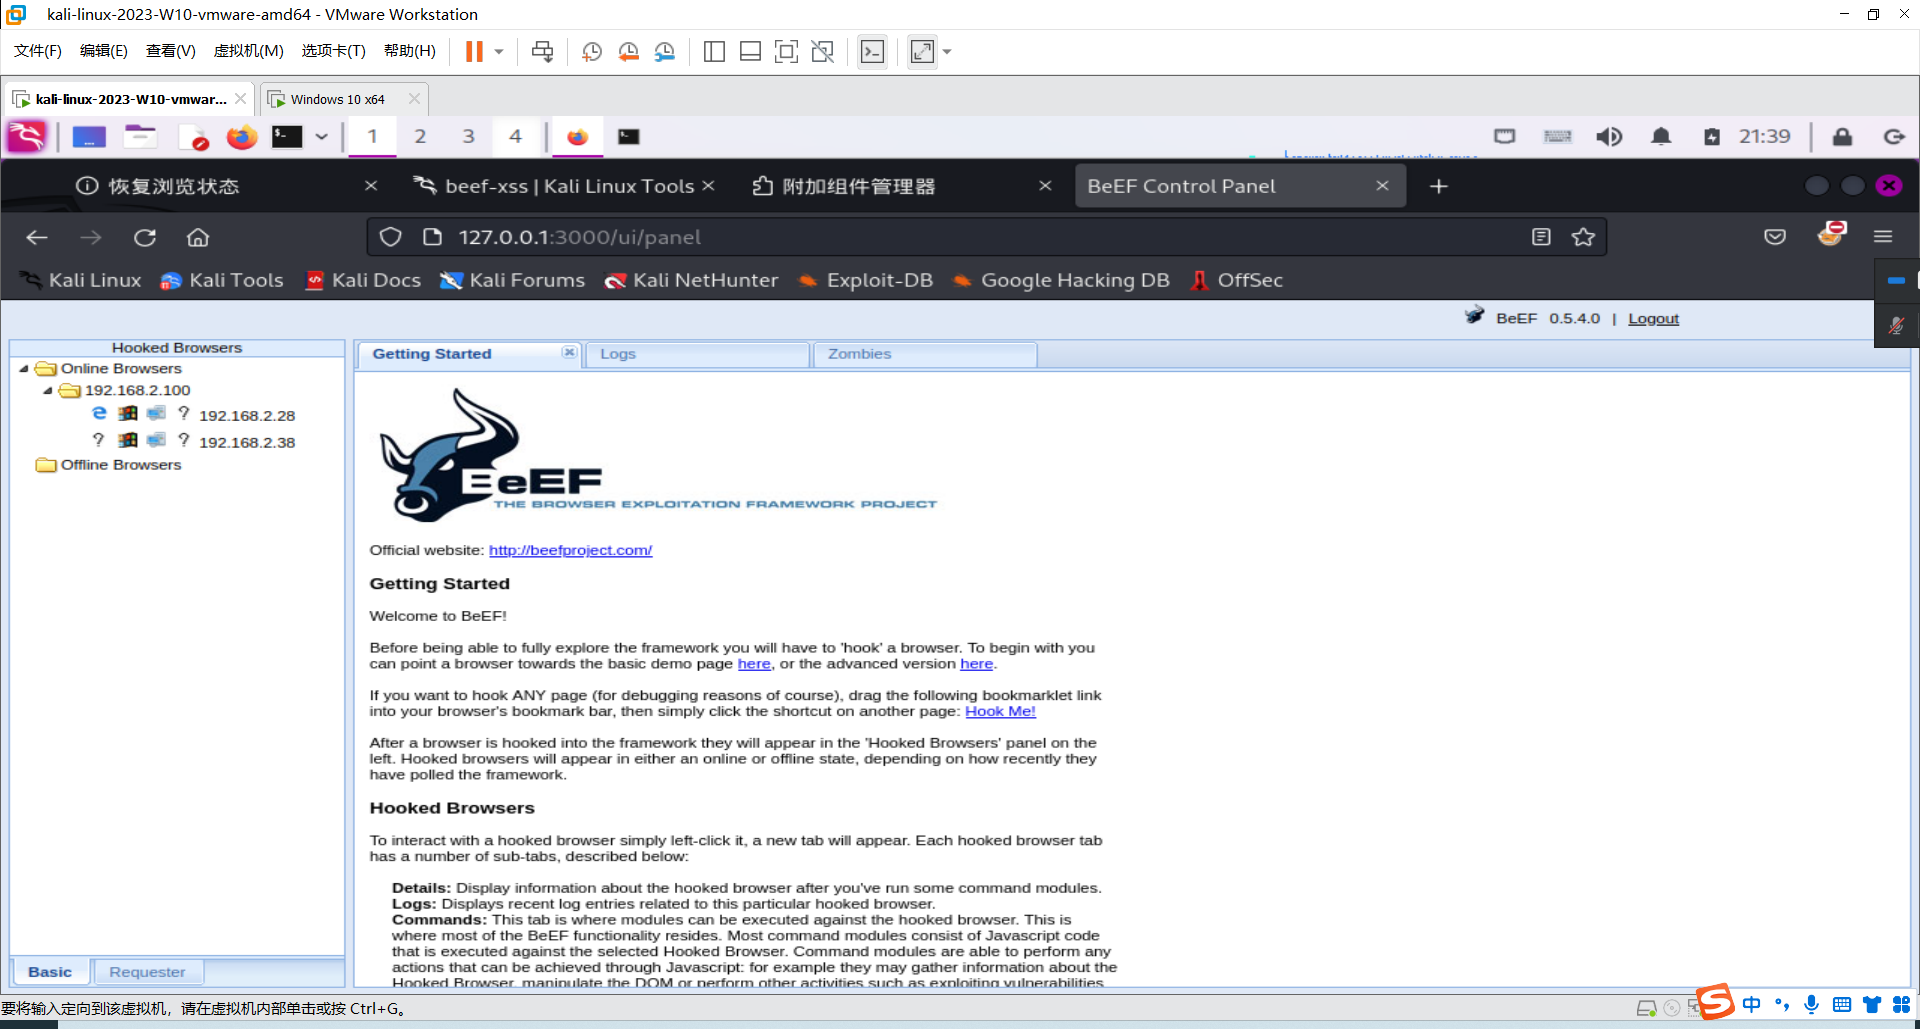 kali-linux-2023-W10-vmware-amd64 - VMware Workstation
文件(F) 编辑(E) 查看(V) 虚拟机(M) 选项卡(T) 帮助(H)
kali-linux-2023-W10-vmwar... Windows 10 x64
1 2 3 4 21:39
恢复浏览状态 beef-xss | Kali Linux Tools 附加组件管理器 BeEF Control Panel
127.0.0.1:3000/ui/panel
Kali Linux Kali Tools Kali Docs Kali Forums Kali NetHunter Exploit-DB Google Hacking DB OffSec
BeEF 0.5.4.0 | Logout
Hooked Browsers
Online Browsers
192.168.2.100
? 192.168.2.28
? ? 192.168.2.38
Offline Browsers
Basic Requester
Getting Started Logs Zombies
BeEF
THE BROWSER EXPLOITATION FRAMEWORK PROJECT
Official website: http://beefproject.com/
Getting Started
Welcome to BeEF!
Before being able to fully explore the framework you will have to 'hook' a browser. To begin with you
can point a browser towards the basic demo page here, or the advanced version here.
If you want to hook ANY page (for debugging reasons of course), drag the following bookmarklet link
into your browser's bookmark bar, then simply click the shortcut on another page: Hook Me!
After a browser is hooked into the framework they will appear in the 'Hooked Browsers' panel on the
left. Hooked browsers will appear in either an online or offline state, depending on how recently they
have polled the framework.
Hooked Browsers
To interact with a hooked browser simply left-click it, a new tab will appear. Each hooked browser tab
has a number of sub-tabs, described below:
Details: Display information about the hooked browser after you've run some command modules.
Logs: Displays recent log entries related to this particular hooked browser.
Commands: This tab is where modules can be executed against the hooked browser. This is
where most of the BeEF functionality resides. Most command modules consist of Javascript code
that is executed against the selected Hooked Browser. Command modules are able to perform any
actions that can be achieved through Javascript: for example they may gather information about the
Hooked Browser, manipulate the DOM or perform other activities such as exploiting vulnerabilities
要将输入定向到该虚拟机，请在虚拟机内部单击或按 Ctrl+G。
S 中